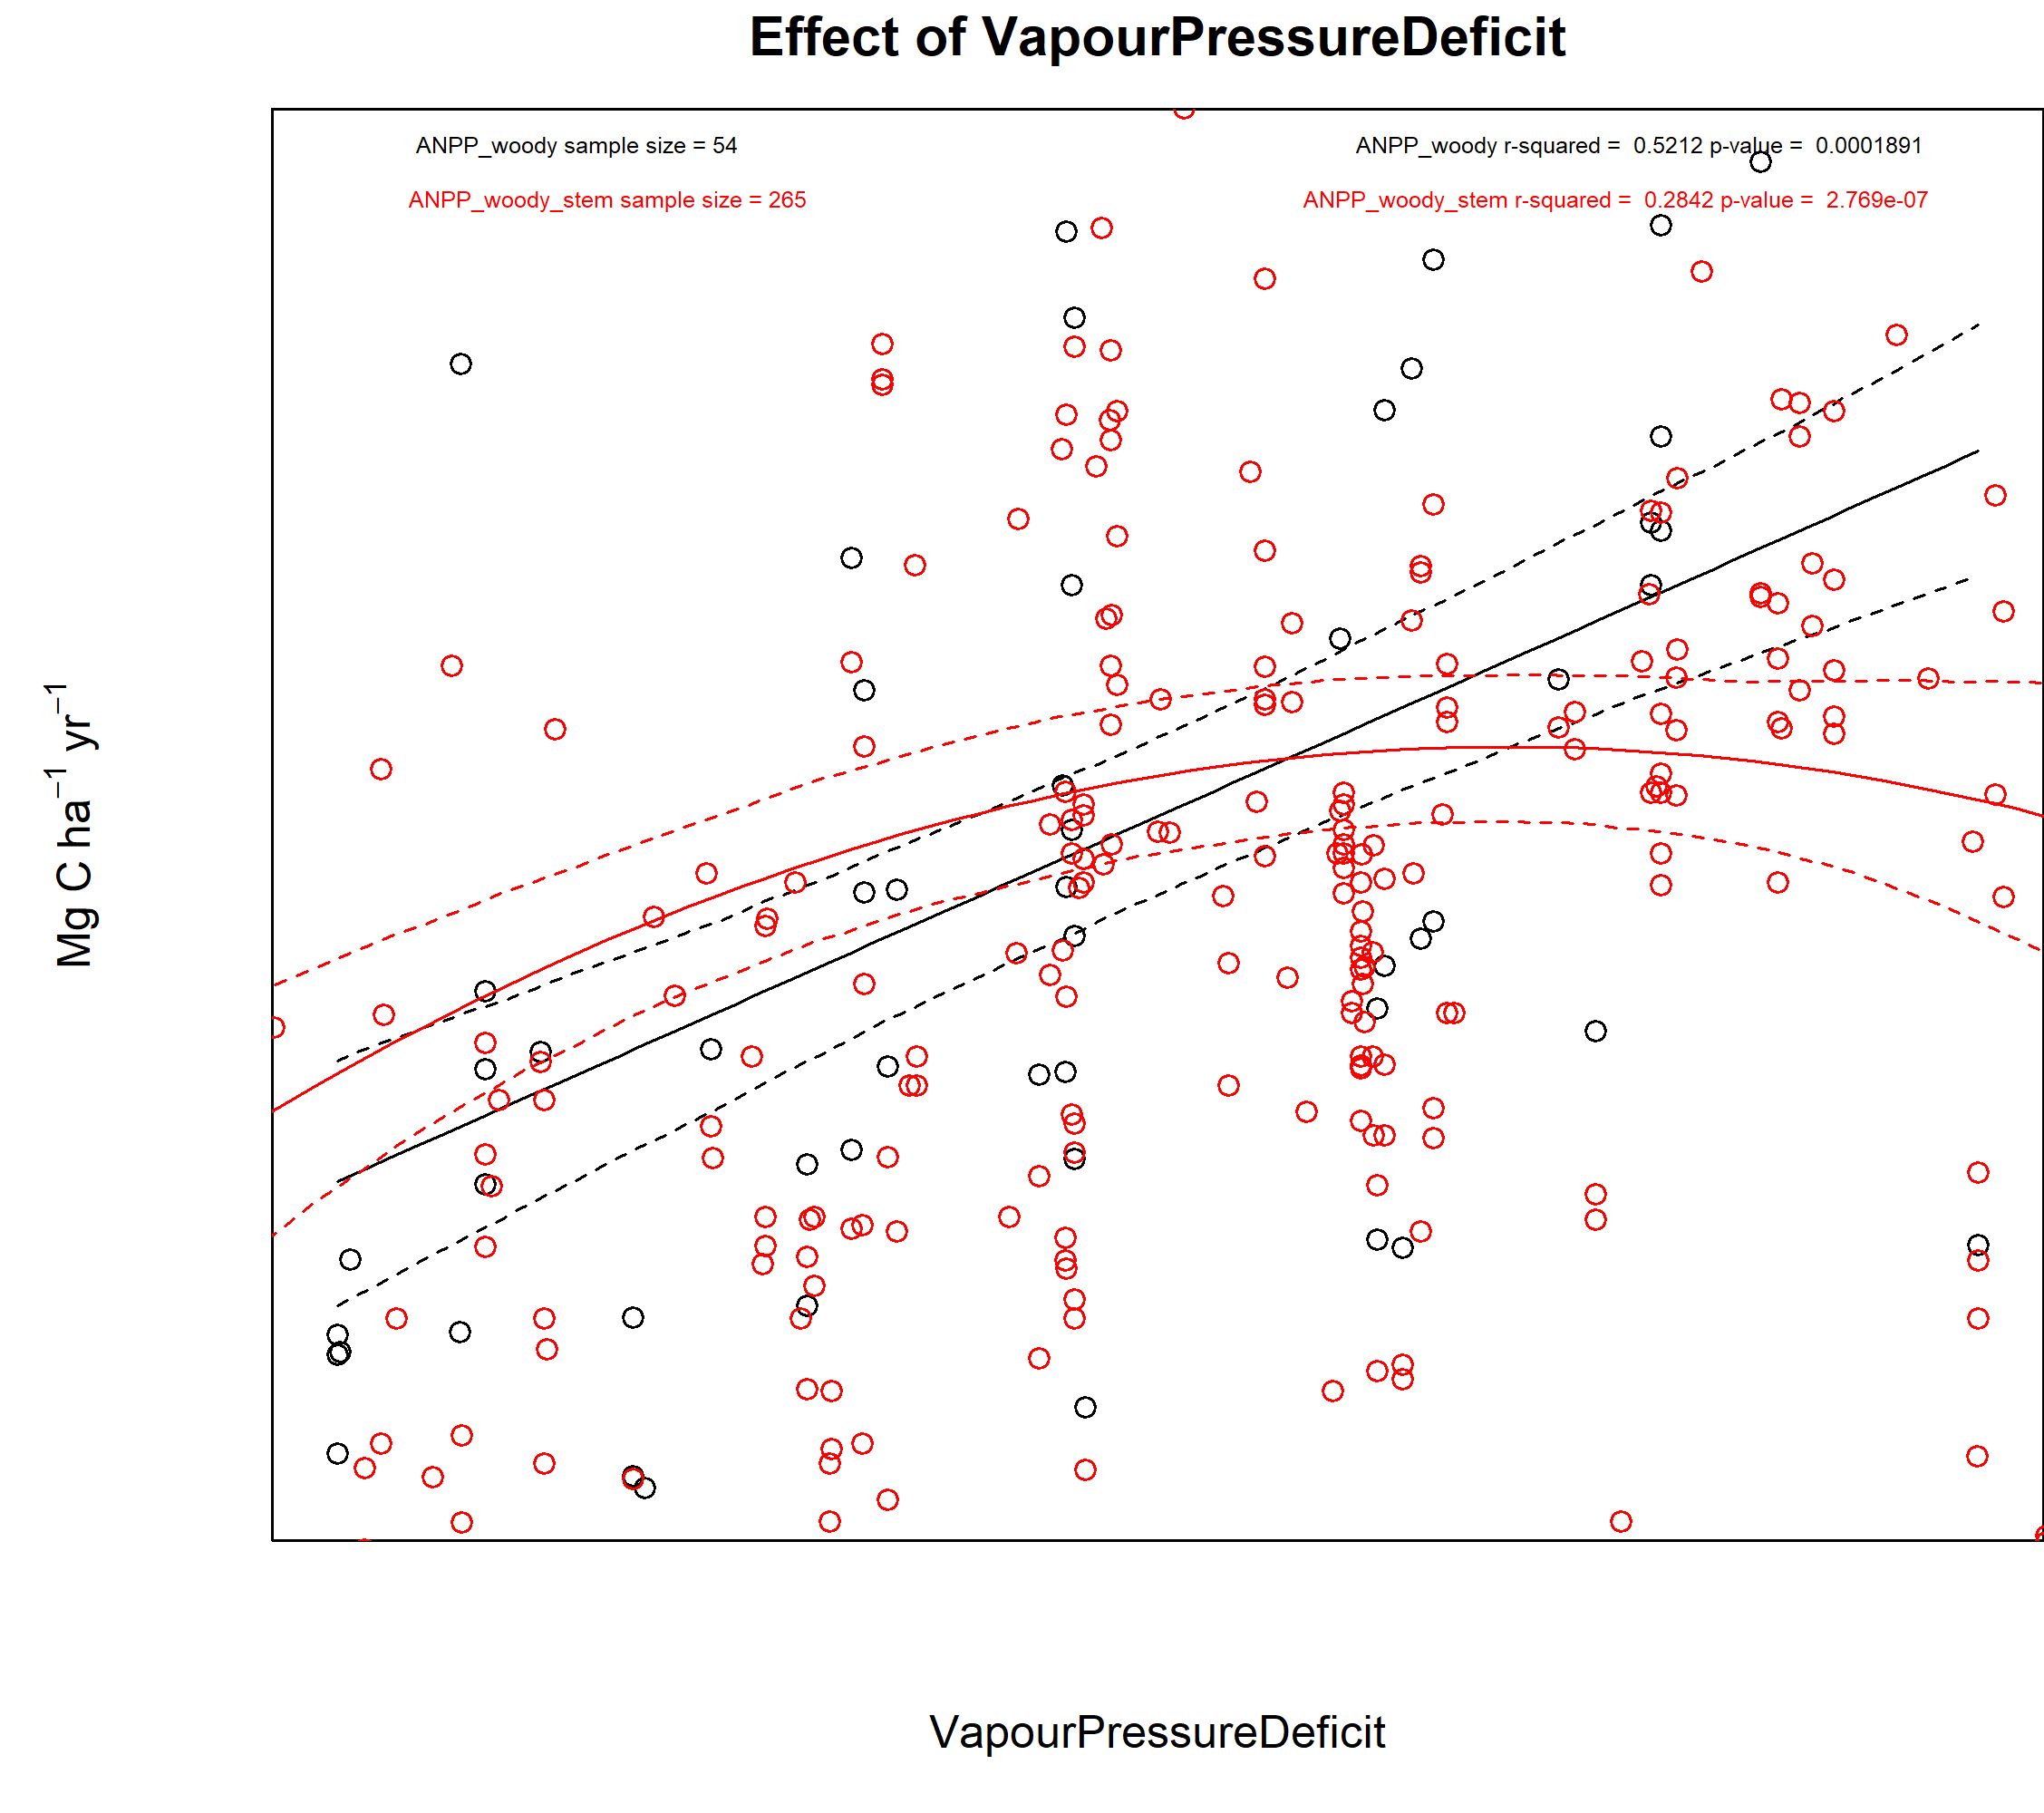 Effect of VapourPressureDeficit
ANPP_woody sample size = 54
ANPP_woody r-squared = 0.5212 p-value = 0.0001891
ANPP_woody_stem sample size = 265
ANPP_woody_stem r-squared = 0.2842 p-value = 2.769e-07
Mg C ha⁻¹ yr⁻¹
VapourPressureDeficit